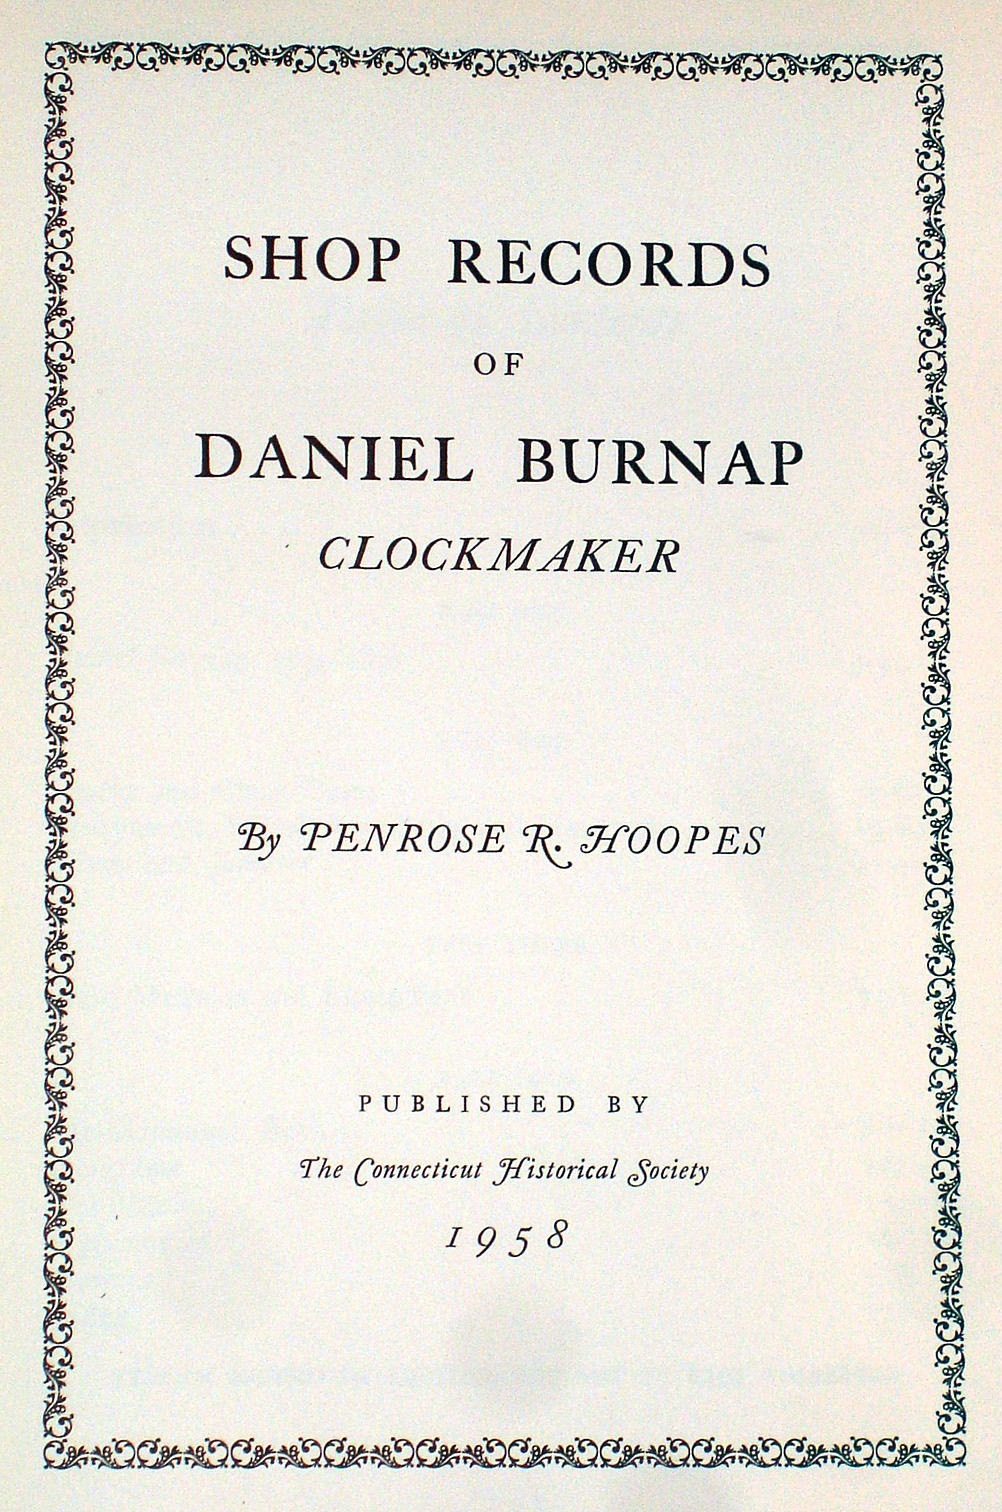 SHOP RECORDS
OF
DANIEL BURNAP
CLOCKMAKER
By PENROSE R. HOOPES
PUBLISHED BY
The Connecticut Historical Society
1958